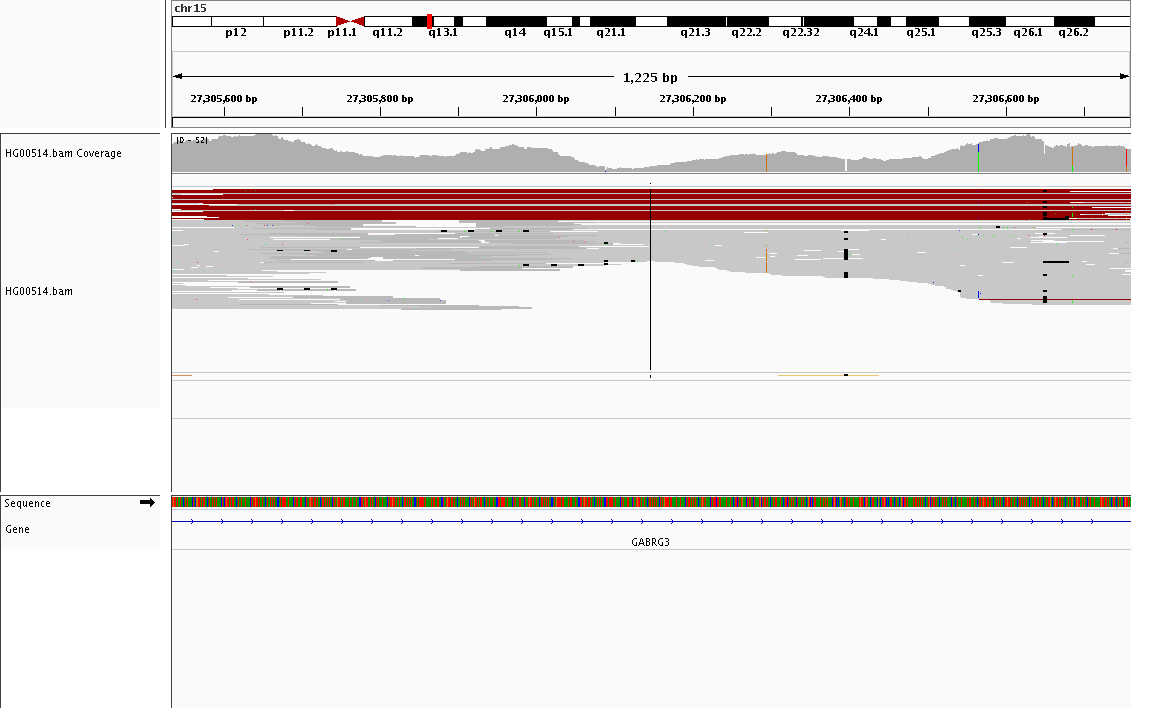 chr15
p12 p11.2 p11.1 q11.2 q13.1 q14 q15.1 q21.1 q21.3 q22.2 q22.32 q24.1 q25.1 q25.3 q26.1 q26.2
1,225 bp
27,305,600 bp 27,305,800 bp 27,306,000 bp 27,306,200 bp 27,306,400 bp 27,306,600 bp
[0 - 52]
HG00514.bam Coverage
HG00514.bam
Sequence
Gene
GABRG3